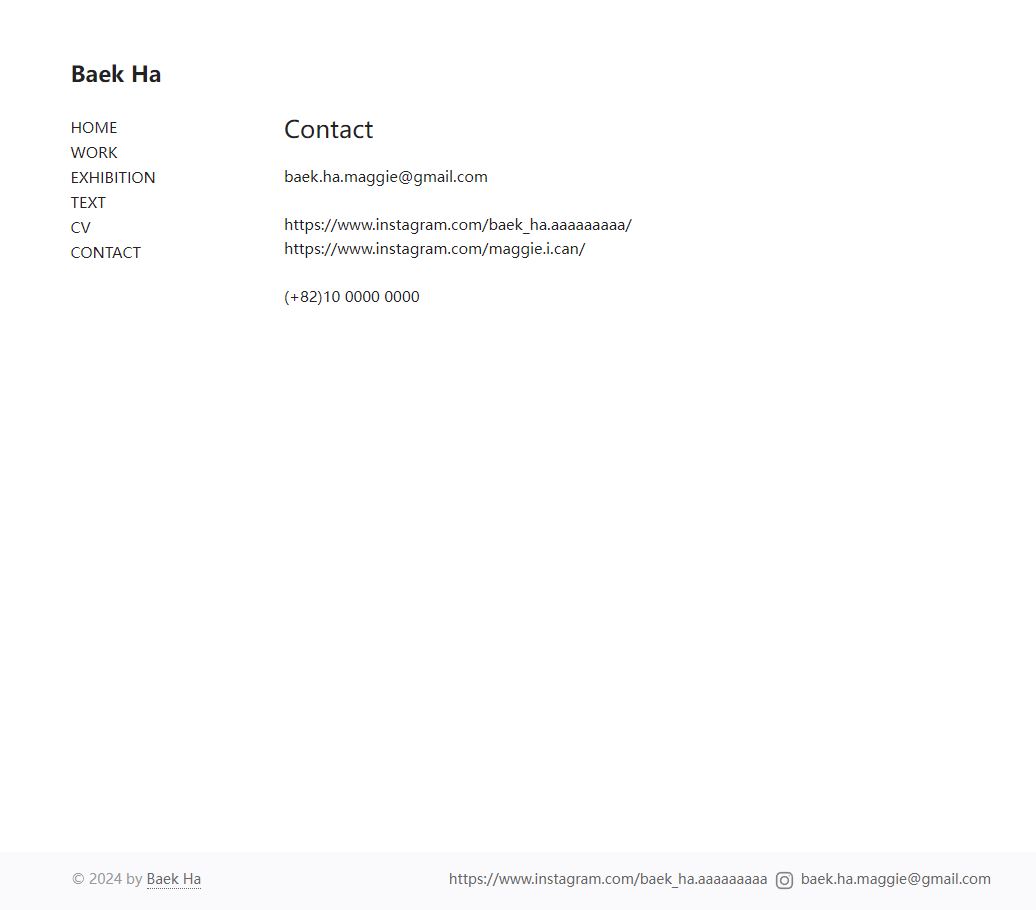 Baek Ha
HOME
WORK
EXHIBITION
TEXT
CV
CONTACT
Contact
baek.ha.maggie@gmail.com
https://www.instagram.com/baek_ha.aaaaaaaaa/
https://www.instagram.com/maggie.i.can/
(+82)10 0000 0000
© 2024 by Baek Ha
https://www.instagram.com/baek_ha.aaaaaaaaa baek.ha.maggie@gmail.com